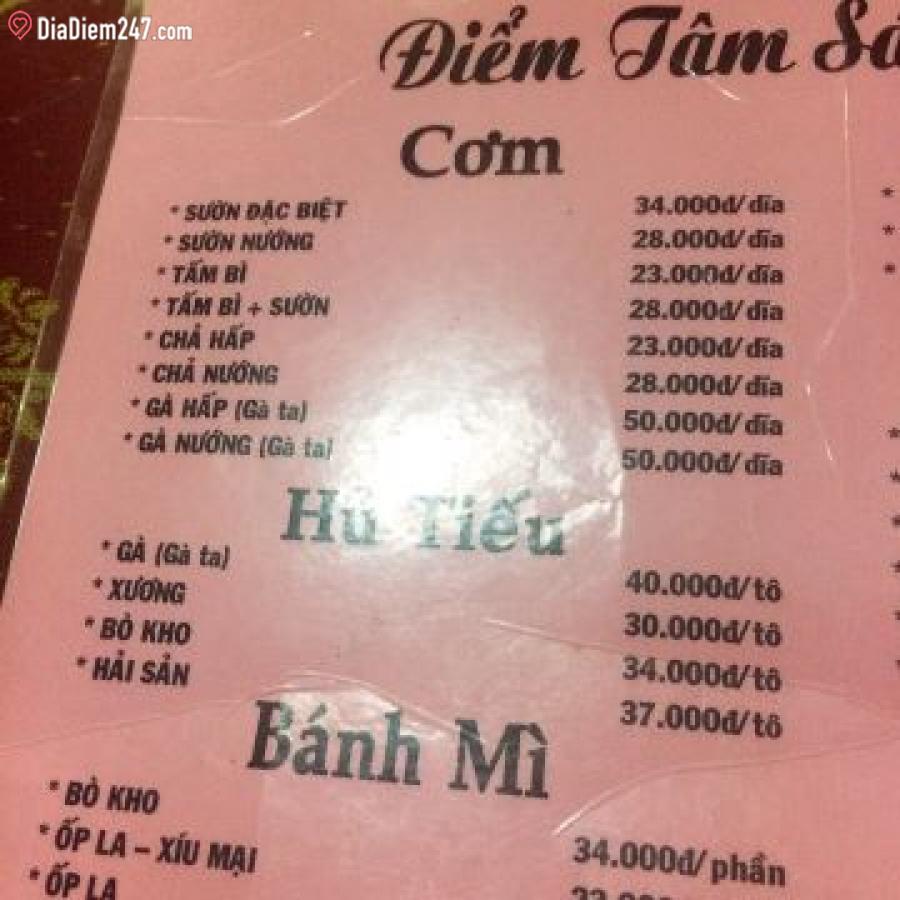 DiaDiem247.com
Điểm Tâm Sá
Cơm
* SƯỜN ĐẶC BIỆT 34.000đ/dĩa
* SƯỜN NƯỚNG 28.000đ/dĩa
* TẤM BÌ 23.000đ/dĩa
* TẤM BÌ + SƯỜN 28.000đ/dĩa
* CHẢ HẤP 23.000đ/dĩa
* CHẢ NƯỚNG 28.000đ/dĩa
* GÀ HẤP (Gà ta) 50.000đ/dĩa
* GÀ NƯỚNG (Gà ta) 50.000đ/dĩa
Hủ Tiếu
* GÀ (Gà ta) 40.000đ/tô
* XƯƠNG 30.000đ/tô
* BÒ KHO 34.000đ/tô
* HẢI SẢN 37.000đ/tô
Bánh Mì
* BÒ KHO 34.000đ/phần
* ỐP LA – XÍU MẠI
* ỐP LA